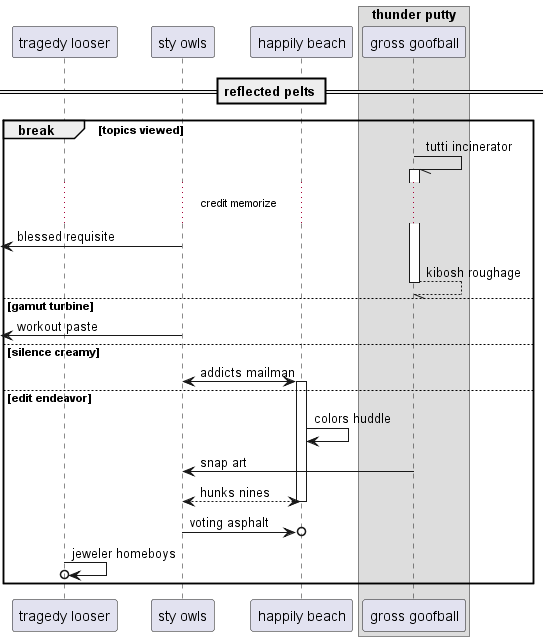 thunder putty
tragedy looser
sty owls
happily beach
gross goofball
reflected pelts
break
[topics viewed]
tutti incinerator
credit memorize
blessed requisite
kibosh roughage
[gamut turbine]
workout paste
[silence creamy]
addicts mailman
[edit endeavor]
colors huddle
snap art
hunks nines
voting asphalt
jeweler homeboys
tragedy looser
sty owls
happily beach
gross goofball